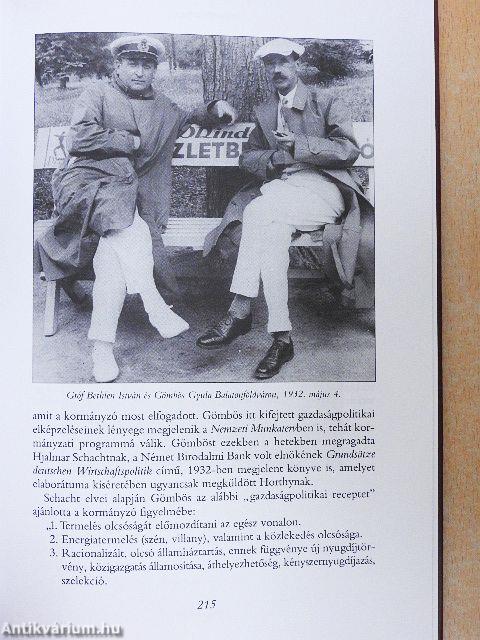 Mind
ZLETB
Gróf Bethlen István és Gömbös Gyula Balatonföldváron, 1932. május 4.
amit a kormányzó most elfogadott. Gömbös itt kifejtett gazdaságpolitikai
elképzeléseinek lényege megjelenik a Nemzeti Munkatervben is, tehát kor-
mányzati programmá válik. Gömböst ezekben a hetekben megragadta
Hjalmar Schachtnak, a Német Birodalmi Bank volt elnökének Grundsätze
deutschen Wirtschaftspolitik című, 1932-ben megjelent könyve is, amelyet
elaborátuma kíséretében ugyancsak megküldött Horthynak.
Schacht elvei alapján Gömbös az alábbi „gazdaságpolitikai receptet”
ajánlotta a kormányzó figyelmébe:
„1. Termelés olcsóságát előmozdítani az egész vonalon.
2. Energiatermelés (szén, villany), valamint a közlekedés olcsósága.
3. Racionalizált, olcsó államháztartás, ennek függvénye új nyugdíjtör-
vény, közigazgatás államosítása, áthelyezhetőség, kényszernyugdíjazás,
szelekció.
215
Antikvárium.hu